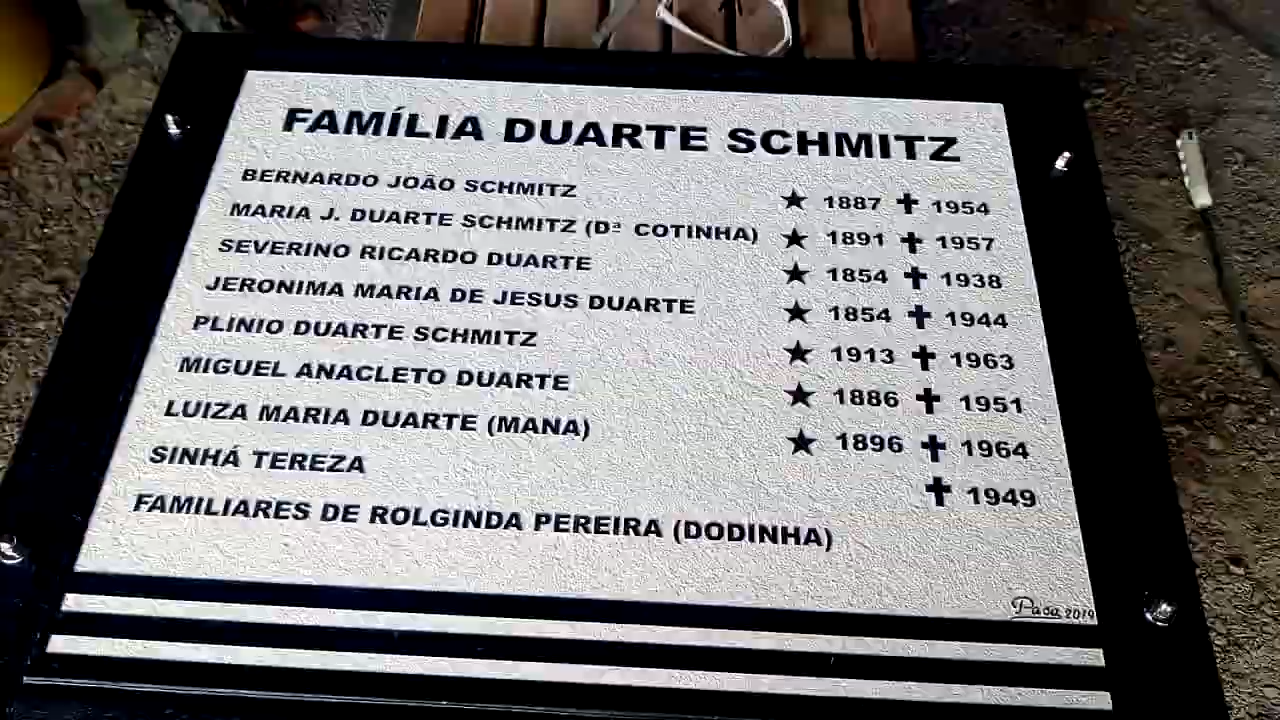 FAMÍLIA DUARTE SCHMITZ
BERNARDO JOÃO SCHMITZ ★ 1887 ✝ 1954
MARIA J. DUARTE SCHMITZ (Dª COTINHA) ★ 1891 ✝ 1957
SEVERINO RICARDO DUARTE ★ 1854 ✝ 1938
JERONIMA MARIA DE JESUS DUARTE ★ 1854 ✝ 1944
PLINIO DUARTE SCHMITZ ★ 1913 ✝ 1963
MIGUEL ANACLETO DUARTE ★ 1886 ✝ 1951
LUIZA MARIA DUARTE (MANA) ★ 1896 ✝ 1964
SINHÁ TEREZA ✝ 1949
FAMILIARES DE ROLGINDA PEREIRA (DODINHA)
2019